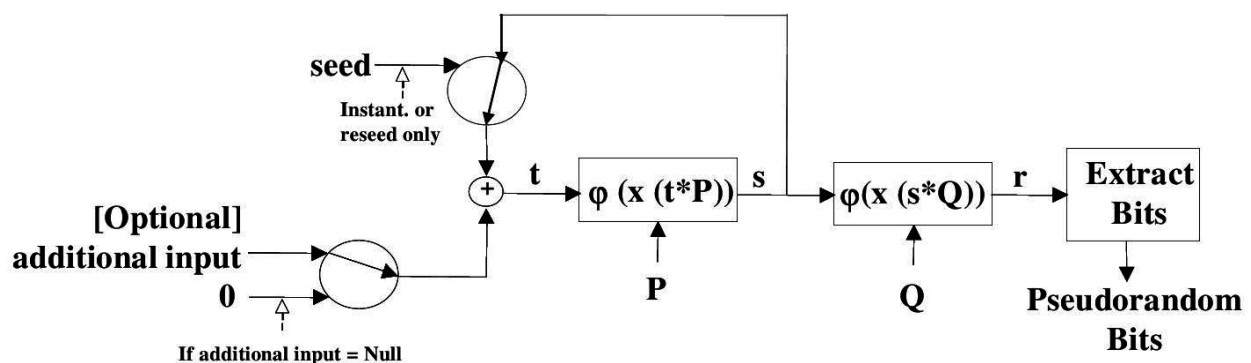 seed
Instant. or
reseed only
+
t
φ (x (t*P))
s
φ(x (s*Q))
r
Extract
Bits
[Optional]
additional input
0
P
Q
Pseudorandom
Bits
If additional input = Null